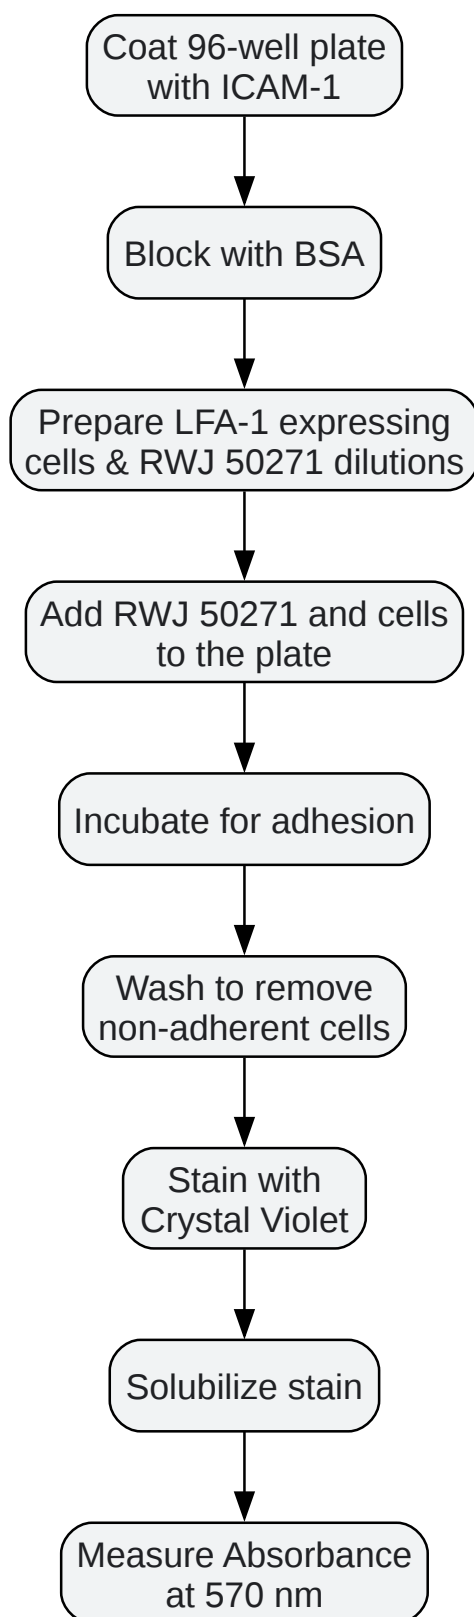 Coat 96-well plate
with ICAM-1
Block with BSA
Prepare LFA-1 expressing
cells & RWJ 50271 dilutions
Add RWJ 50271 and cells
to the plate
Incubate for adhesion
Wash to remove
non-adherent cells
Stain with
Crystal Violet
Solubilize stain
Measure Absorbance
at 570 nm